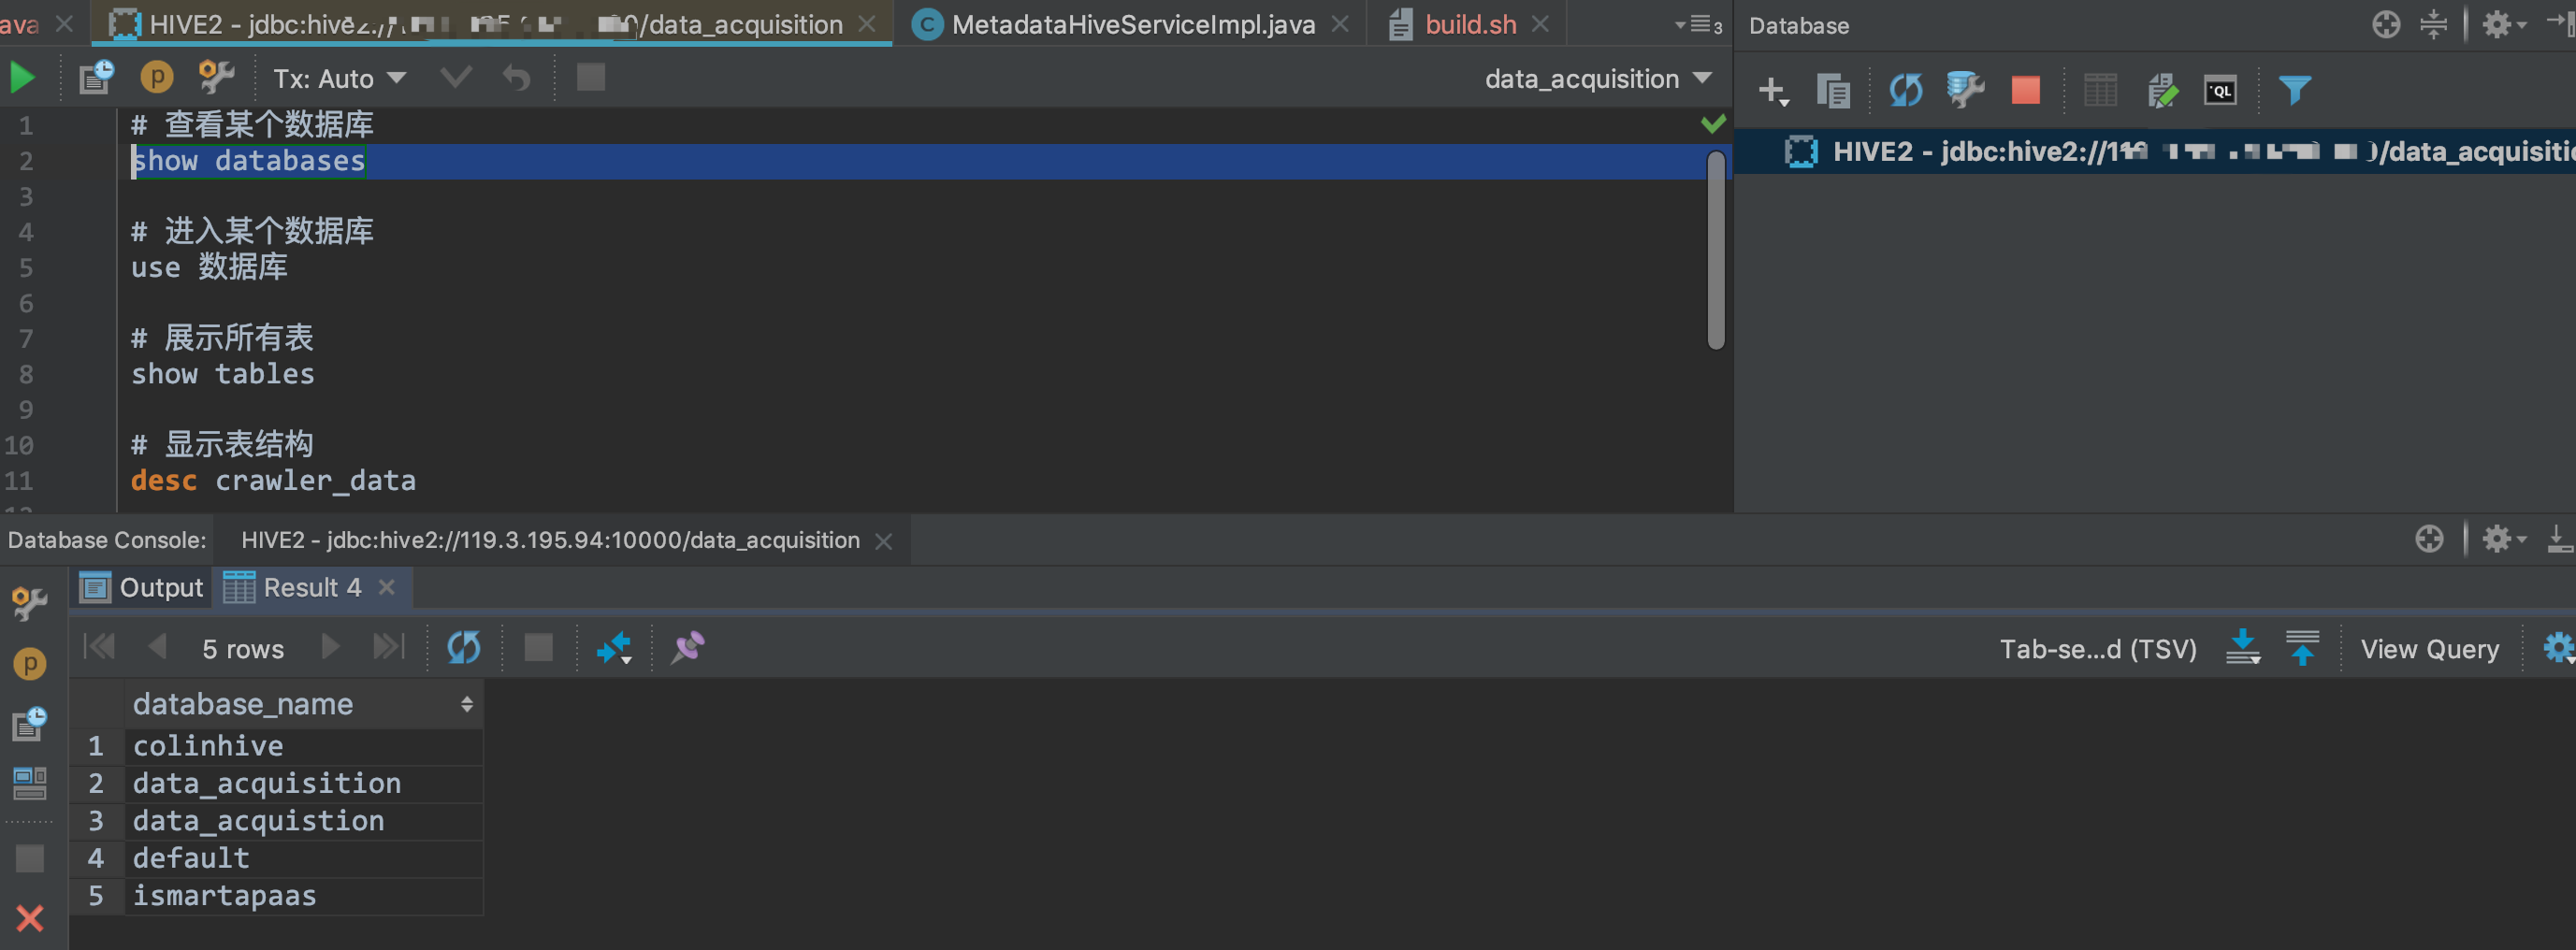 ava
HIVE2 - jdbc:hive2:// /data_acquisition
MetadataHiveServiceImpl.java
build.sh
3
Database
P
Tx: Auto
data_acquisition
QL
1 # 查看某个数据库
2 show databases
3
4 # 进入某个数据库
5 use 数据库
6
7 # 展示所有表
8 show tables
9
10 # 显示表结构
11 desc crawler_data
HIVE2 - jdbc:hive2:// /data_acquisiti
Database Console:
HIVE2 - jdbc:hive2://119.3.195.94:10000/data_acquisition
Output
Result 4
5 rows
Tab-se...d (TSV)
View Query
P
database_name
1 colinhive
2 data_acquisition
3 data_acquistion
4 default
5 ismartapaas